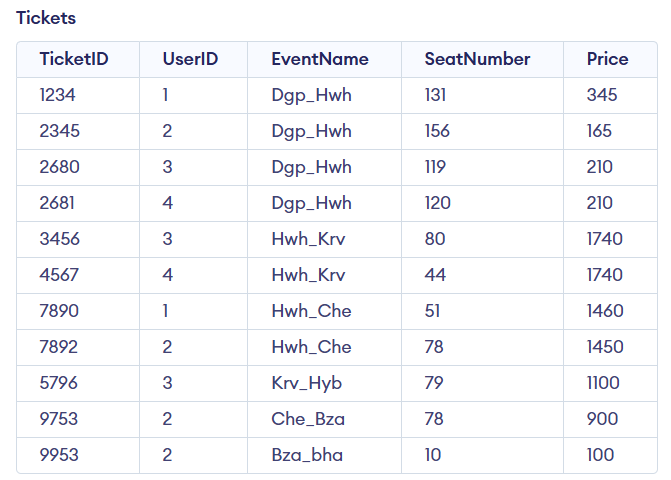 Tickets
TicketID UserID EventName SeatNumber Price
1234 1 Dgp_Hwh 131 345
2345 2 Dgp_Hwh 156 165
2680 3 Dgp_Hwh 119 210
2681 4 Dgp_Hwh 120 210
3456 3 Hwh_Krv 80 1740
4567 4 Hwh_Krv 44 1740
7890 1 Hwh_Che 51 1460
7892 2 Hwh_Che 78 1450
5796 3 Krv_Hyb 79 1100
9753 2 Che_Bza 78 900
9953 2 Bza_bha 10 100